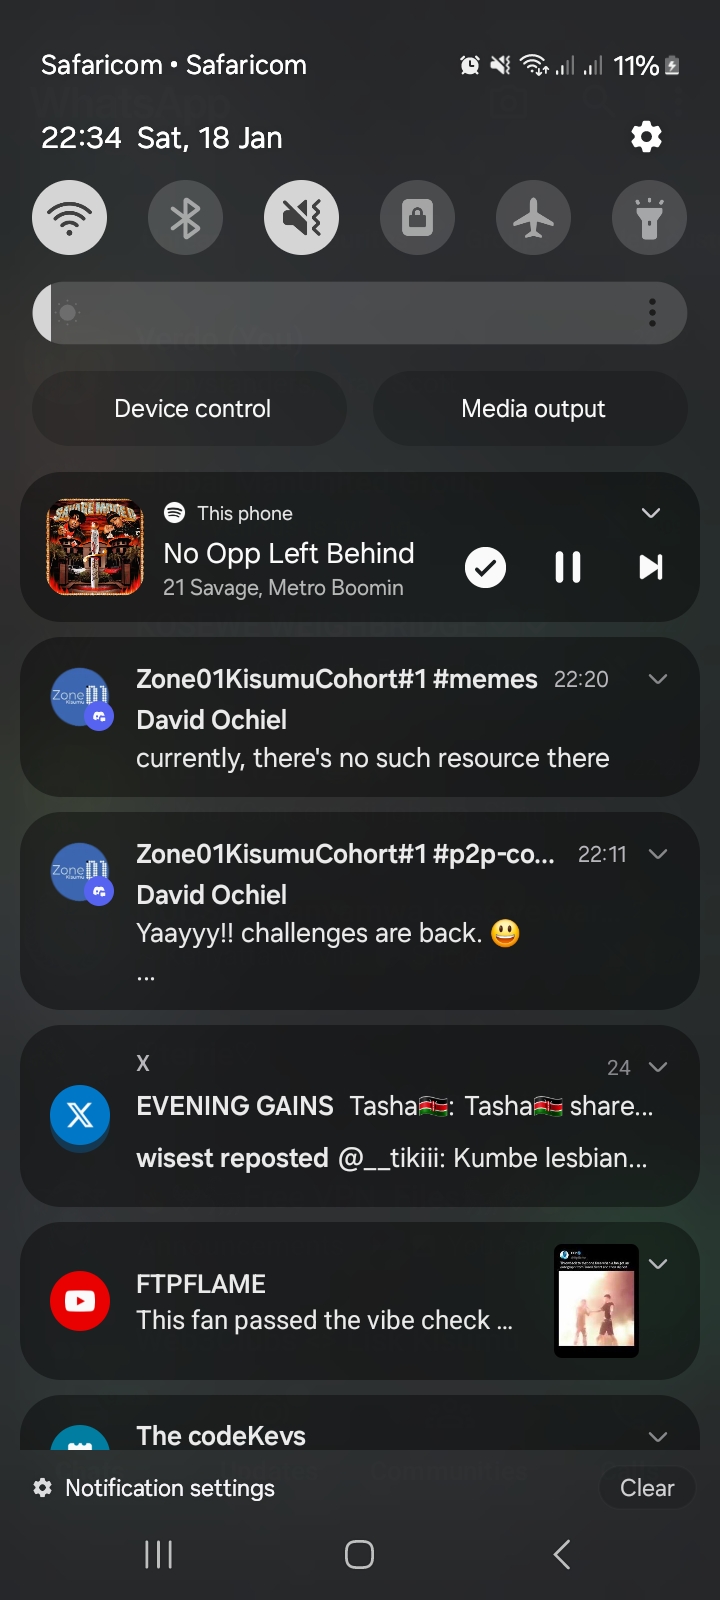 Safaricom • Safaricom 11%
22:34 Sat, 18 Jan
Device control Media output
This phone
No Opp Left Behind
21 Savage, Metro Boomin
Zone01KisumuCohort#1 #memes 22:20
David Ochiel
currently, there's no such resource there
Zone01KisumuCohort#1 #p2p-co... 22:11
David Ochiel
Yaayyy!! challenges are back. 😃
...
X 24
EVENING GAINS Tasha🇰🇪: Tasha🇰🇪 share...
wisest reposted @__tikiii: Kumbe lesbian...
FTPFLAME
This fan passed the vibe check ...
The codeKevs
Notification settings Clear